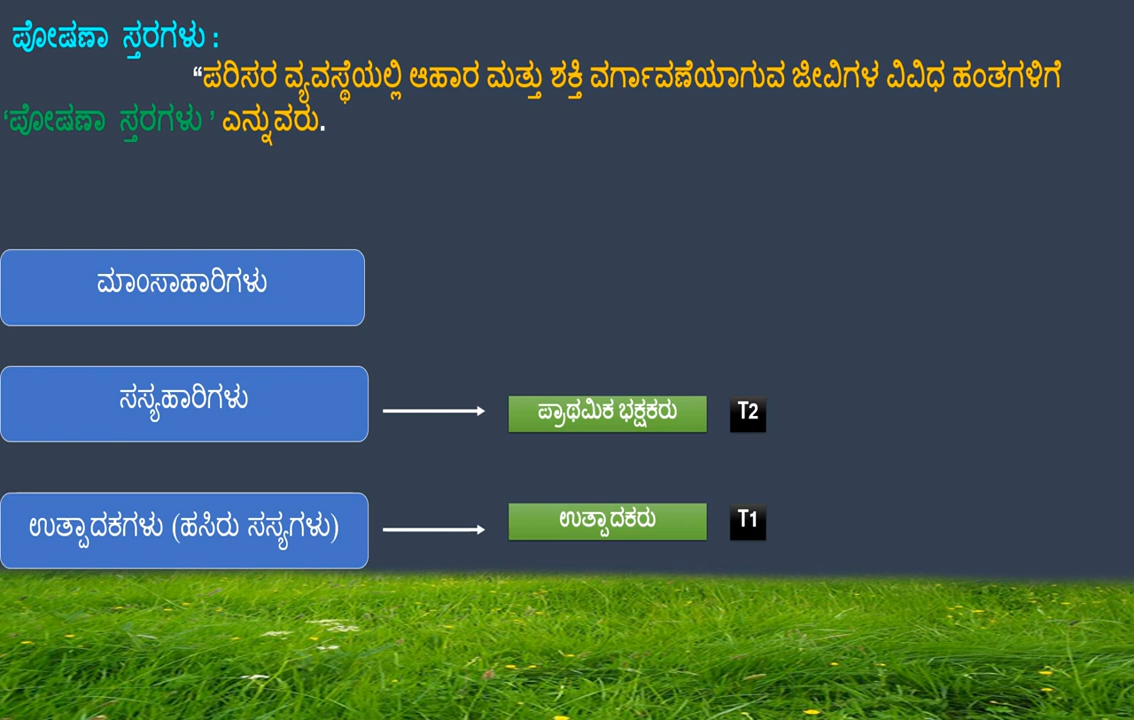 ಪೋಷಣಾ ಸ್ತರಗಳು :
“ಪರಿಸರ ವ್ಯವಸ್ಥೆಯಲ್ಲಿ ಆಹಾರ ಮತ್ತು ಶಕ್ತಿ ವರ್ಗಾವಣೆಯಾಗುವ ಜೀವಿಗಳ ವಿವಿಧ ಹಂತಗಳಿಗೆ
‘ಪೋಷಣಾ ಸ್ತರಗಳು ’ ಎನ್ನುವರು.
ಮಾಂಸಾಹಾರಿಗಳು
ಸಸ್ಯಹಾರಿಗಳು
ಪ್ರಾಥಮಿಕ ಭಕ್ಷಕರು T2
ಉತ್ಪಾದಕಗಳು (ಹಸಿರು ಸಸ್ಯಗಳು)
ಉತ್ಪಾದಕರು T1